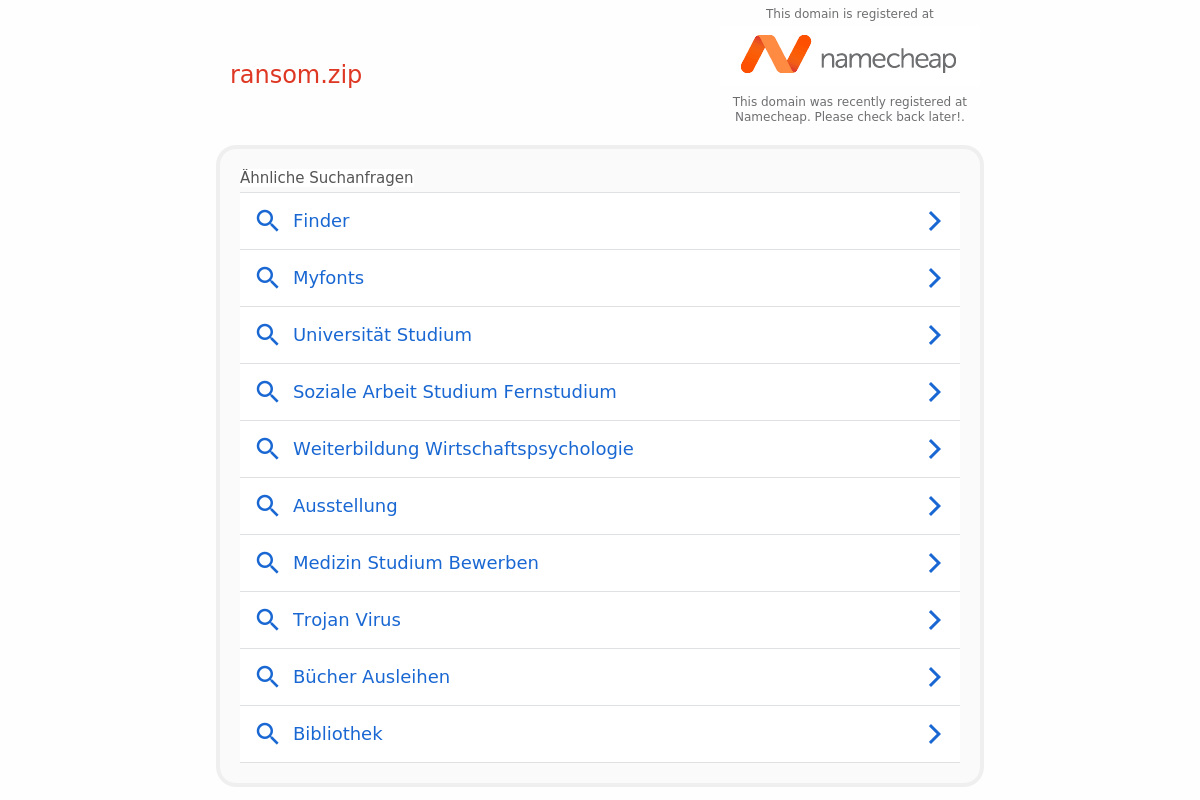 This domain is registered at
namecheap
ransom.zip
This domain was recently registered at
Namecheap. Please check back later!.
Ähnliche Suchanfragen
Finder
Myfonts
Universität Studium
Soziale Arbeit Studium Fernstudium
Weiterbildung Wirtschaftspsychologie
Ausstellung
Medizin Studium Bewerben
Trojan Virus
Bücher Ausleihen
Bibliothek